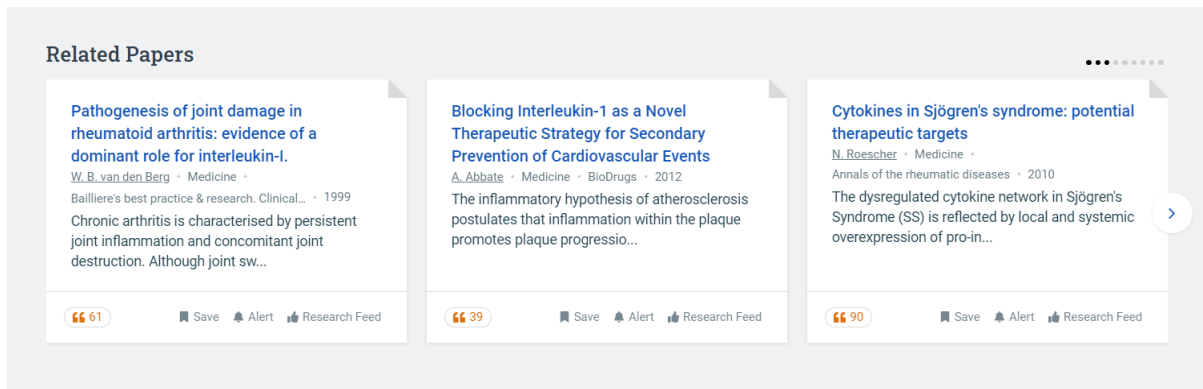 Related Papers
Pathogenesis of joint damage in
rheumatoid arthritis: evidence of a
dominant role for interleukin-I.
W. B. van den Berg • Medicine •
Bailliere's best practice & research. Clinical… • 1999
Chronic arthritis is characterised by persistent
joint inflammation and concomitant joint
destruction. Although joint sw...
61 Save Alert Research Feed
Blocking Interleukin-1 as a Novel
Therapeutic Strategy for Secondary
Prevention of Cardiovascular Events
A. Abbate • Medicine • BioDrugs • 2012
The inflammatory hypothesis of atherosclerosis
postulates that inflammation within the plaque
promotes plaque progressio...
39 Save Alert Research Feed
Cytokines in Sjögren's syndrome: potential
therapeutic targets
N. Roescher • Medicine •
Annals of the rheumatic diseases • 2010
The dysregulated cytokine network in Sjögren's
Syndrome (SS) is reflected by local and systemic
overexpression of pro-in...
90 Save Alert Research Feed